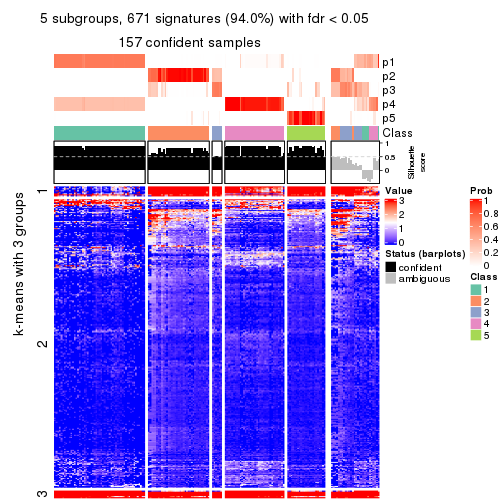 5 subgroups, 671 signatures (94.0%) with fdr < 0.05
157 confident samples
p1
p2
p3
p4
p5
Class
1
0.5
0
Silhouette
score
k-means with 3 groups
1
2
3
Value
3
2
1
0
Status (barplots)
confident
ambiguous
Prob
1
0.8
0.6
0.4
0.2
0
Class
1
2
3
4
5